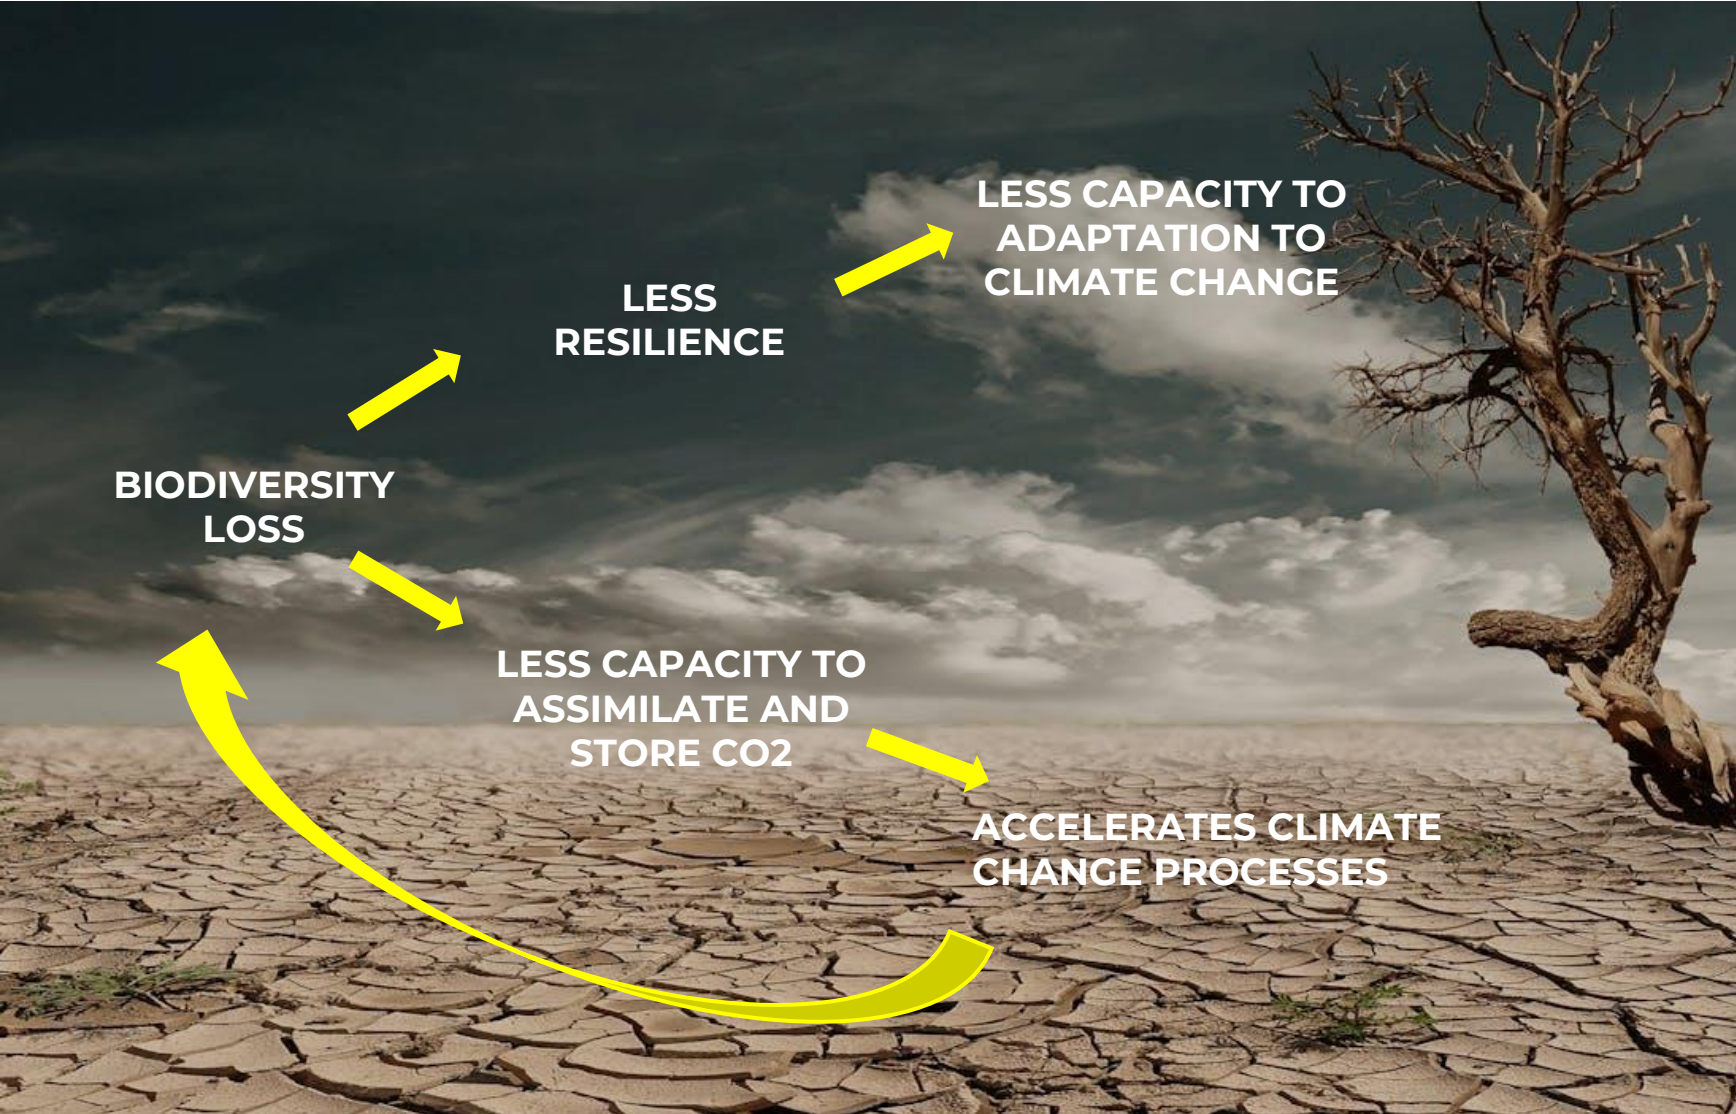 LESS CAPACITY TO
ADAPTATION TO
CLIMATE CHANGE
LESS
RESILIENCE
BIODIVERSITY
LOSS
LESS CAPACITY TO
ASSIMILATE AND
STORE CO2
ACCELERATES CLIMATE
CHANGE PROCESSES